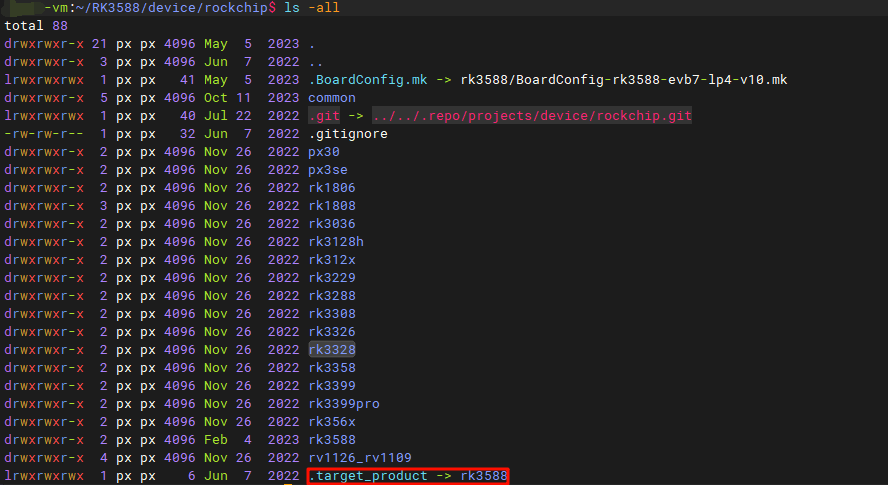 -vm:~/RK3588/device/rockchip$ ls -all
total 88
drwxrwxr-x 21 px px 4096 May  5  2023 .
drwxrwxr-x  3 px px 4096 Jun  7  2022 ..
lrwxrwxrwx  1 px px   41 May  5  2023 .BoardConfig.mk -> rk3588/BoardConfig-rk3588-evb7-lp4-v10.mk
drwxrwxr-x  5 px px 4096 Oct 11  2023 common
lrwxrwxrwx  1 px px   40 Jul 22  2022 .git -> ../../.repo/projects/device/rockchip.git
-rw-rw-r--  1 px px   32 Jun  7  2022 .gitignore
drwxrwxr-x  2 px px 4096 Nov 26  2022 px30
drwxrwxr-x  2 px px 4096 Nov 26  2022 px3se
drwxrwxr-x  2 px px 4096 Nov 26  2022 rk1806
drwxrwxr-x  3 px px 4096 Nov 26  2022 rk1808
drwxrwxr-x  2 px px 4096 Nov 26  2022 rk3036
drwxrwxr-x  2 px px 4096 Nov 26  2022 rk3128h
drwxrwxr-x  2 px px 4096 Nov 26  2022 rk312x
drwxrwxr-x  2 px px 4096 Nov 26  2022 rk3229
drwxrwxr-x  2 px px 4096 Nov 26  2022 rk3288
drwxrwxr-x  2 px px 4096 Nov 26  2022 rk3308
drwxrwxr-x  2 px px 4096 Nov 26  2022 rk3326
drwxrwxr-x  2 px px 4096 Nov 26  2022 rk3328
drwxrwxr-x  2 px px 4096 Nov 26  2022 rk3358
drwxrwxr-x  2 px px 4096 Nov 26  2022 rk3399
drwxrwxr-x  2 px px 4096 Nov 26  2022 rk3399pro
drwxrwxr-x  2 px px 4096 Nov 26  2022 rk356x
drwxrwxr-x  2 px px 4096 Feb  4  2023 rk3588
drwxrwxr-x  4 px px 4096 Nov 26  2022 rv1126_rv1109
lrwxrwxrwx  1 px px    6 Jun  7  2022 .target_product -> rk3588